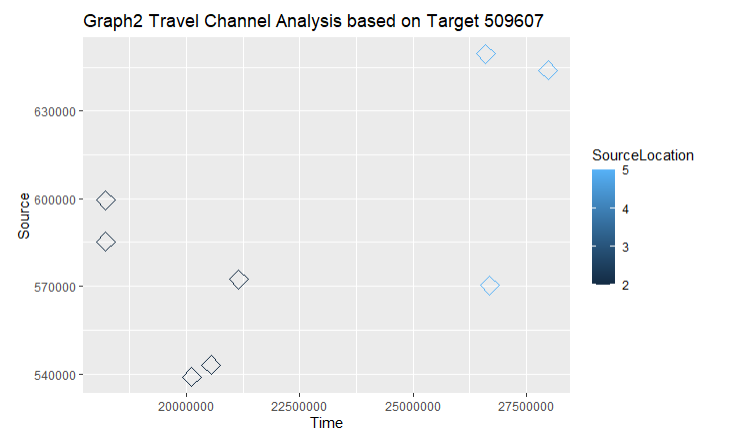 Graph2 Travel Channel Analysis based on Target 509607
630000
600000
570000
540000
Source
20000000 22500000 25000000 27500000
Time
SourceLocation
5
4
3
2